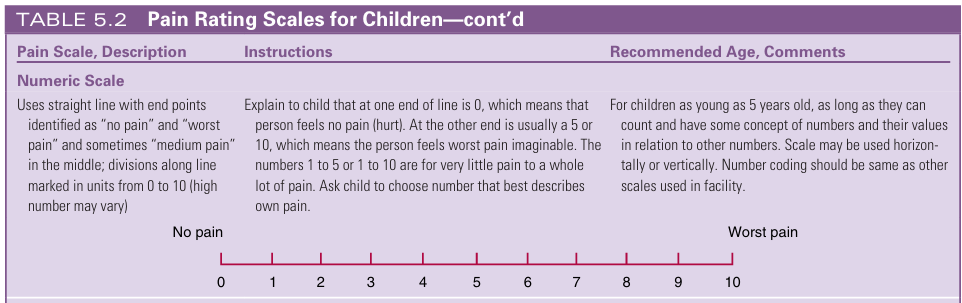 TABLE 5.2 Pain Rating Scales for Children—cont’d
Pain Scale, Description Instructions Recommended Age, Comments
Numeric Scale
Uses straight line with end points
identified as “no pain” and “worst
pain” and sometimes “medium pain”
in the middle; divisions along line
marked in units from 0 to 10 (high
number may vary)
Explain to child that at one end of line is 0, which means that
person feels no pain (hurt). At the other end is usually a 5 or
10, which means the person feels worst pain imaginable. The
numbers 1 to 5 or 1 to 10 are for very little pain to a whole
lot of pain. Ask child to choose number that best describes
own pain.
For children as young as 5 years old, as long as they can
count and have some concept of numbers and their values
in relation to other numbers. Scale may be used horizon-
tally or vertically. Number coding should be same as other
scales used in facility.
No pain Worst pain
0 1 2 3 4 5 6 7 8 9 10